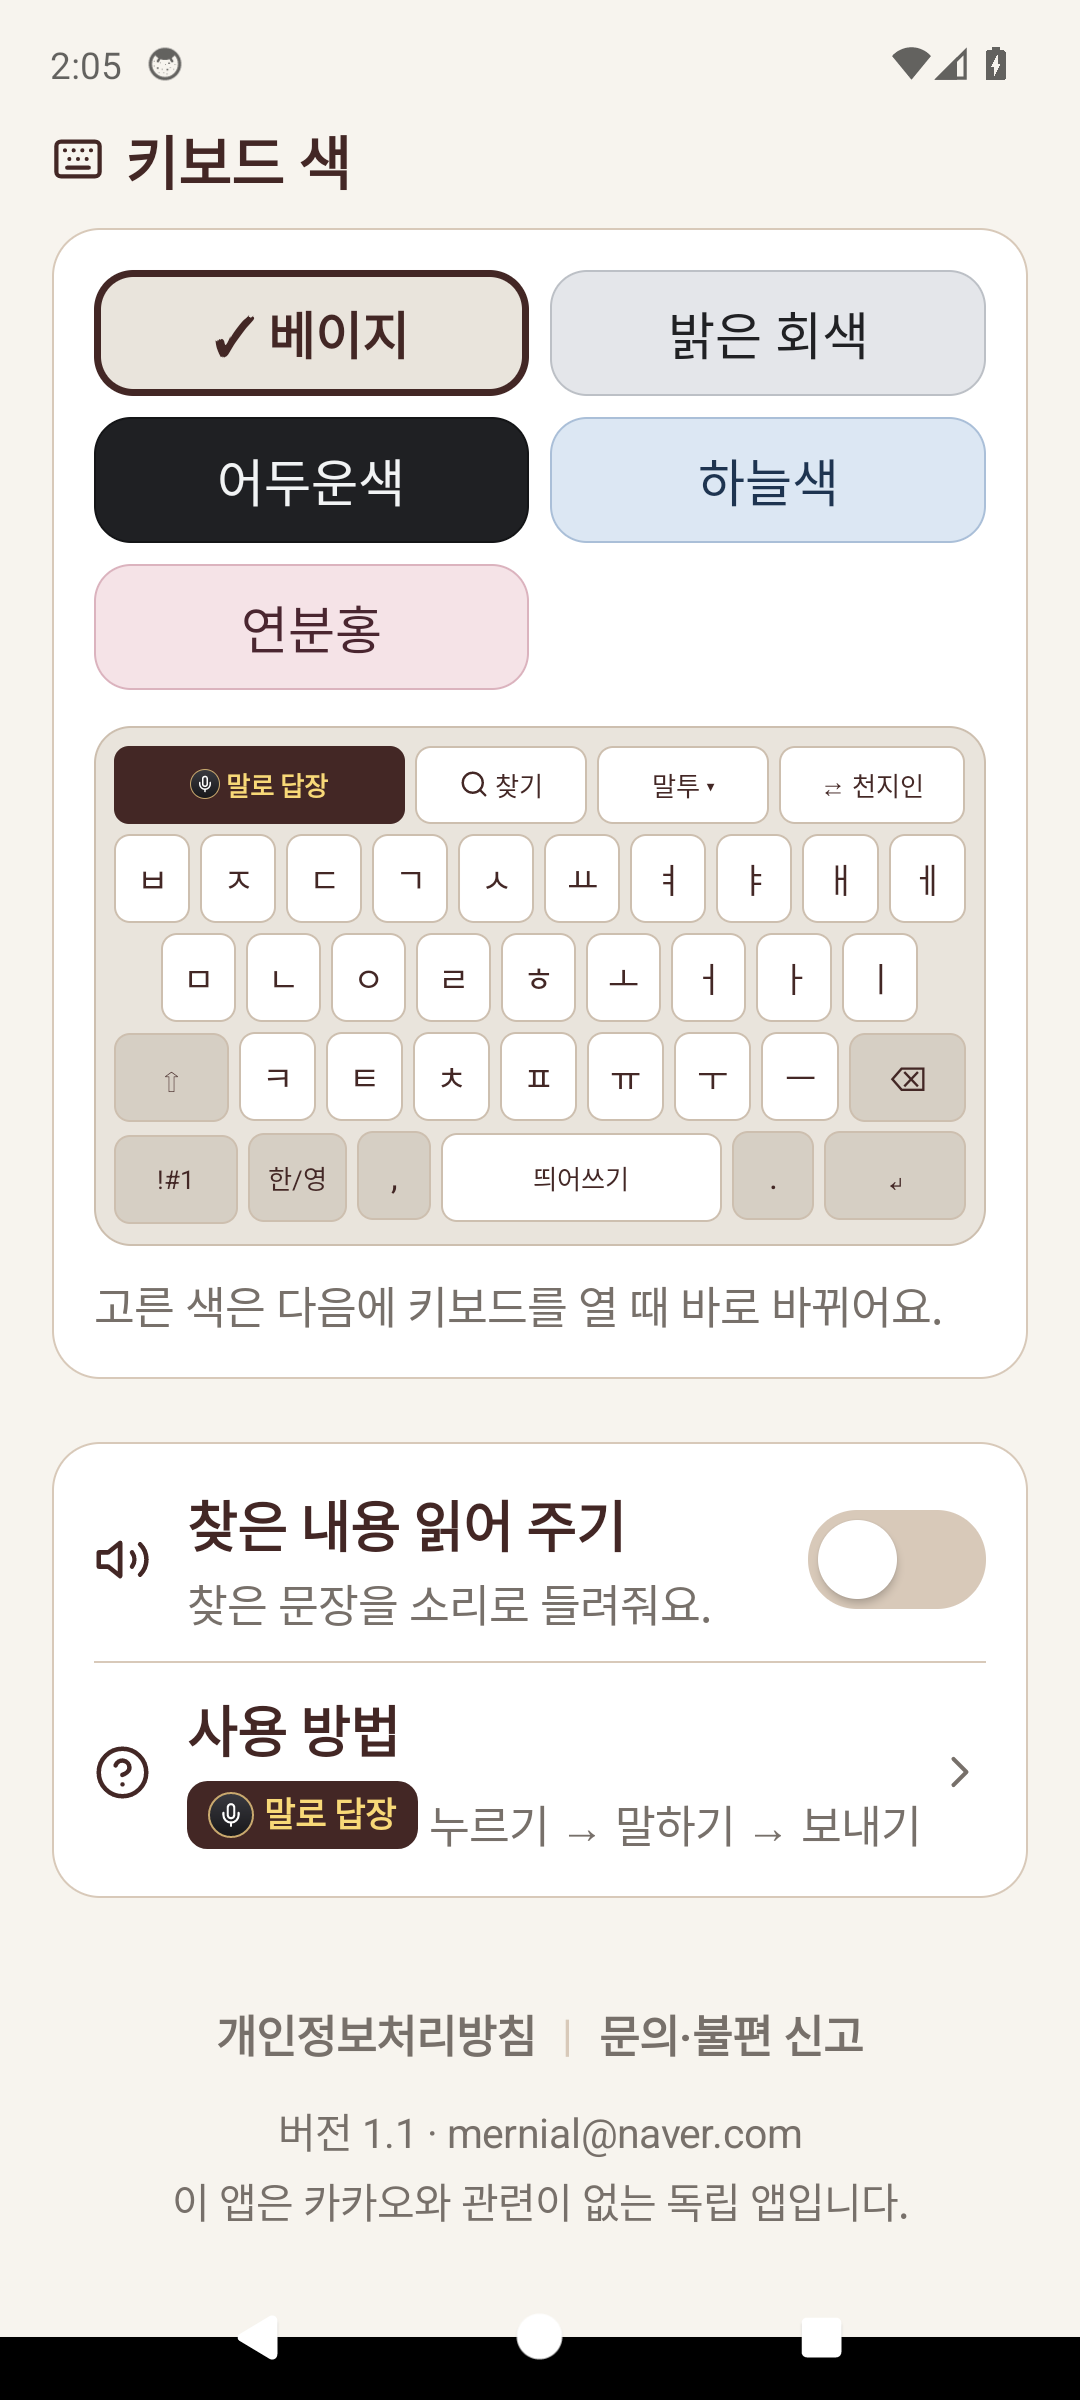 2:05
키보드 색
✓ 베이지
밝은 회색
어두운색
하늘색
연분홍
말로 답장 찾기 말투 ▾ ⇄ 천지인
ㅂ ㅈ ㄷ ㄱ ㅅ ㅛ ㅕ ㅑ ㅐ ㅔ
ㅁ ㄴ ㅇ ㄹ ㅎ ㅗ ㅓ ㅏ ㅣ
⇧ ㅋ ㅌ ㅊ ㅍ ㅠ ㅜ ㅡ ⌫
!#1 한/영 , 띄어쓰기 . ↵
고른 색은 다음에 키보드를 열 때 바로 바뀌어요.
찾은 내용 읽어 주기
찾은 문장을 소리로 들려줘요.
사용 방법
말로 답장 누르기 → 말하기 → 보내기
개인정보처리방침 | 문의·불편 신고
버전 1.1 · mernial@naver.com
이 앱은 카카오와 관련이 없는 독립 앱입니다.